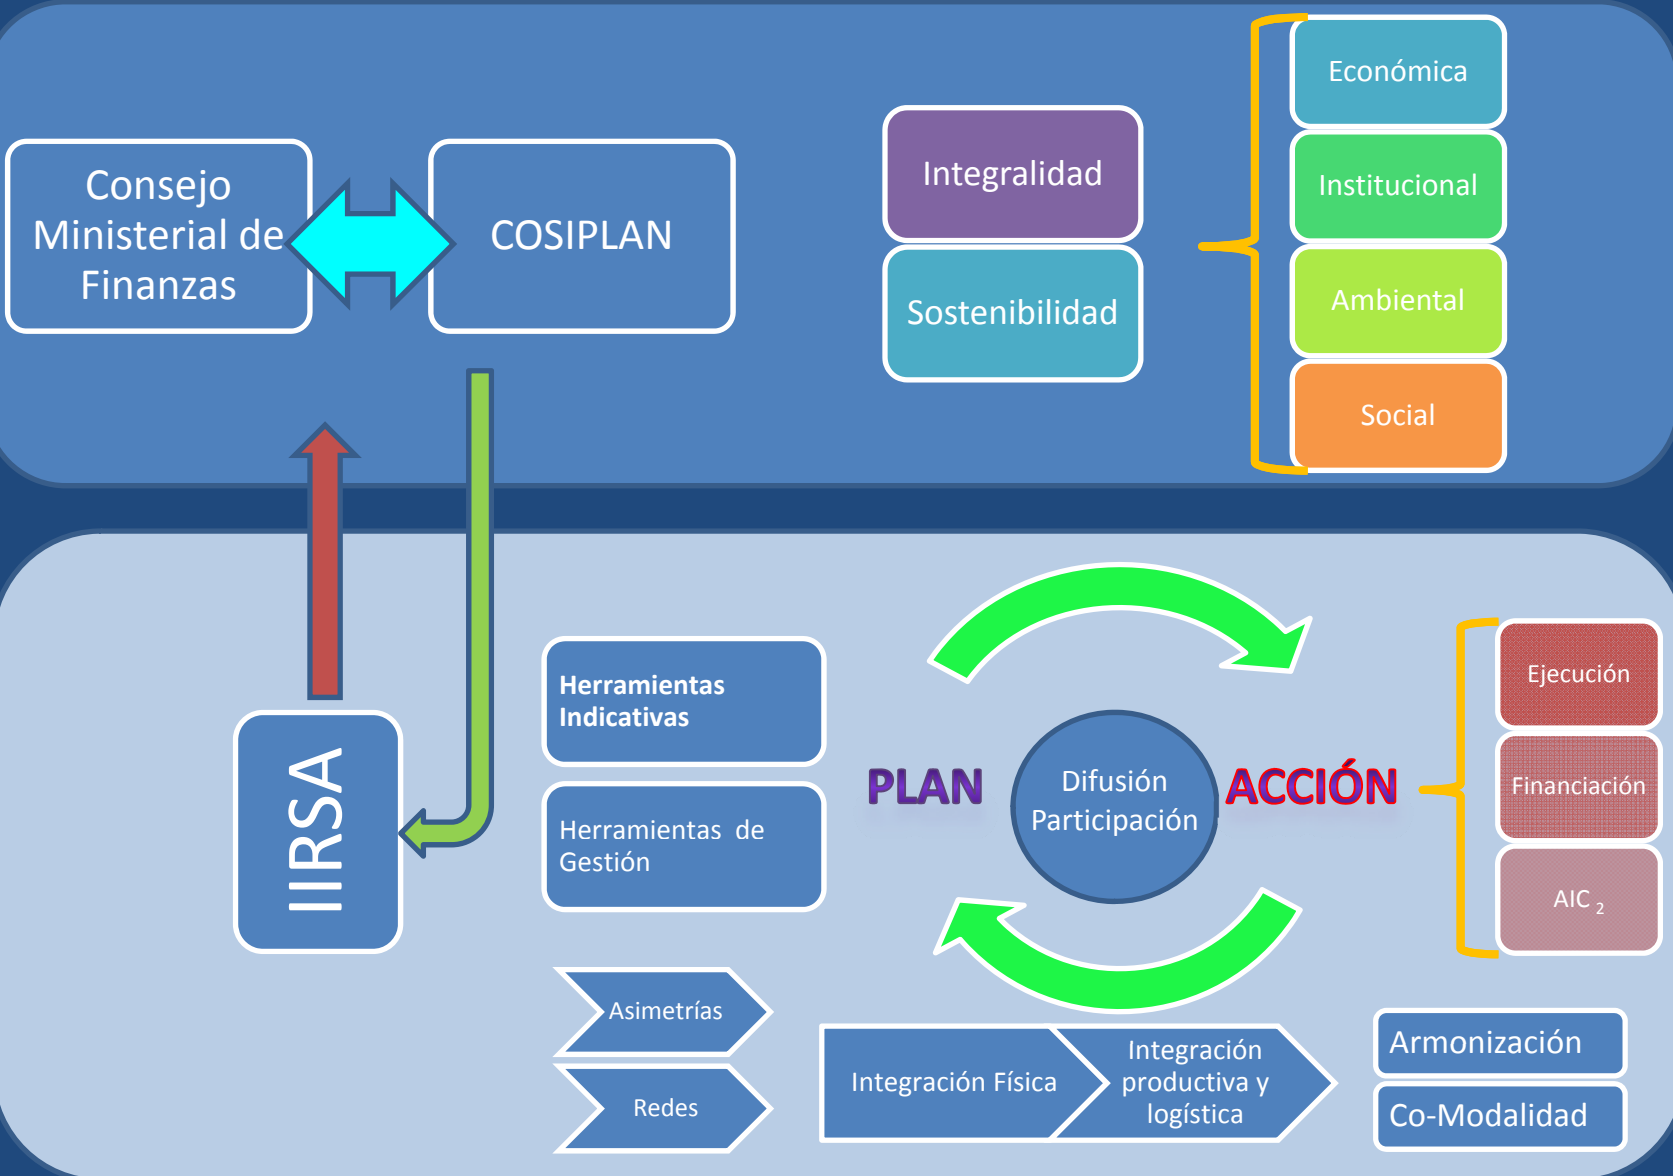 Consejo
Ministerial de
Finanzas
COSIPLAN
Integralidad
Sostenibilidad
Económica
Institucional
Ambiental
Social
IIRSA
Herramientas
Indicativas
Herramientas de
Gestión
PLAN
Difusión
Participación
ACCIÓN
Ejecución
Financiación
AIC 2
Asimetrías
Redes
Integración Física
Integración
productiva y
logística
Armonización
Co-Modalidad